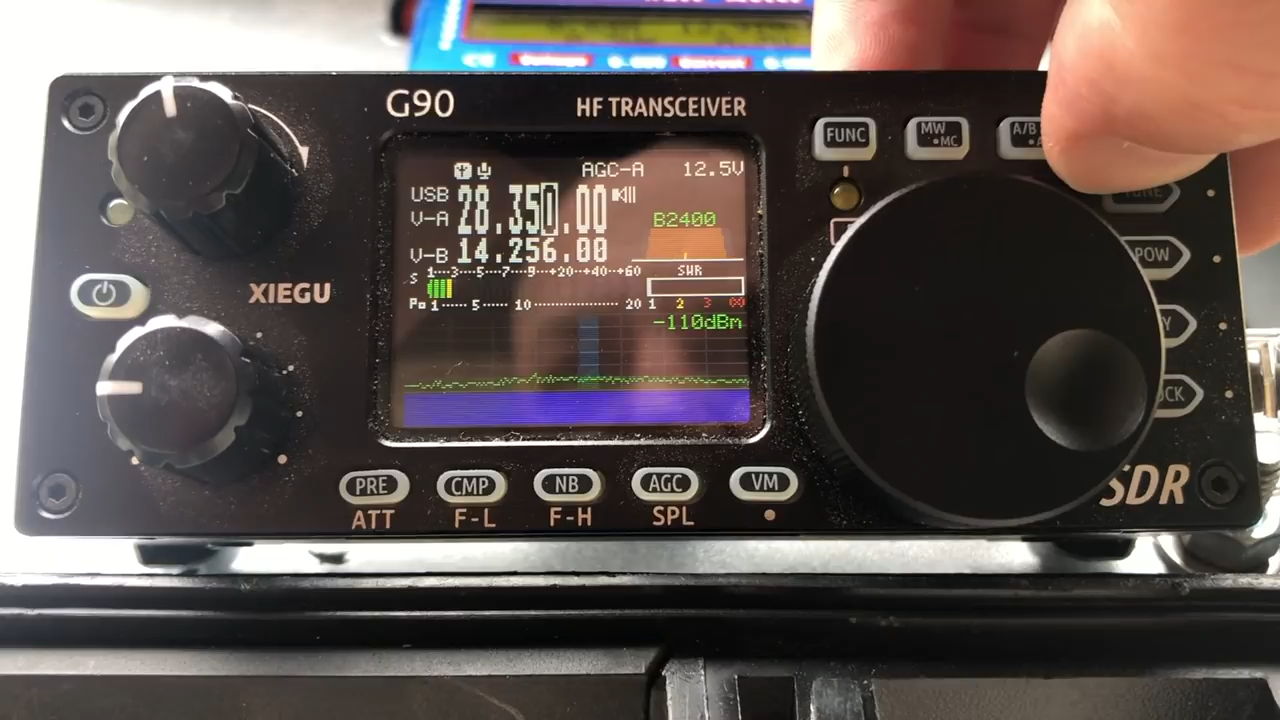 G90
HF TRANSCEIVER
FUNC
MW
•MC
A/B
AGC-A
12.5V
USB
28.350.00
V-A
B2400
V-B
14.256.00
S
1··3···5···7···9··+20··+40··+60
SWR
Po
1······5······10···············20
1 2 3 ∞
-110dBm
XIEGU
POW
PRE
CMP
NB
AGC
VM
ATT
F-L
F-H
SPL
SDR